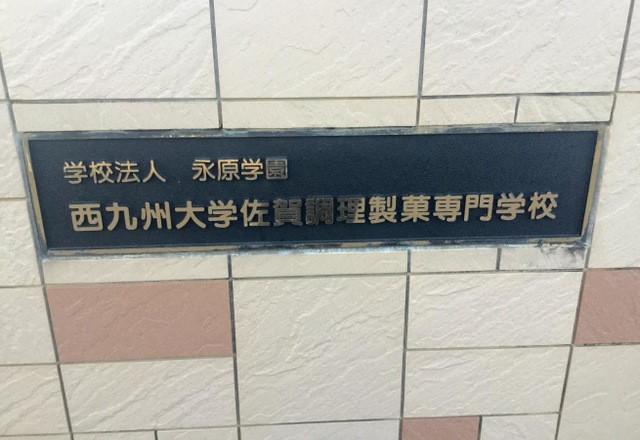 学校法人　永原学園
西九州大学佐賀調理製菓専門学校